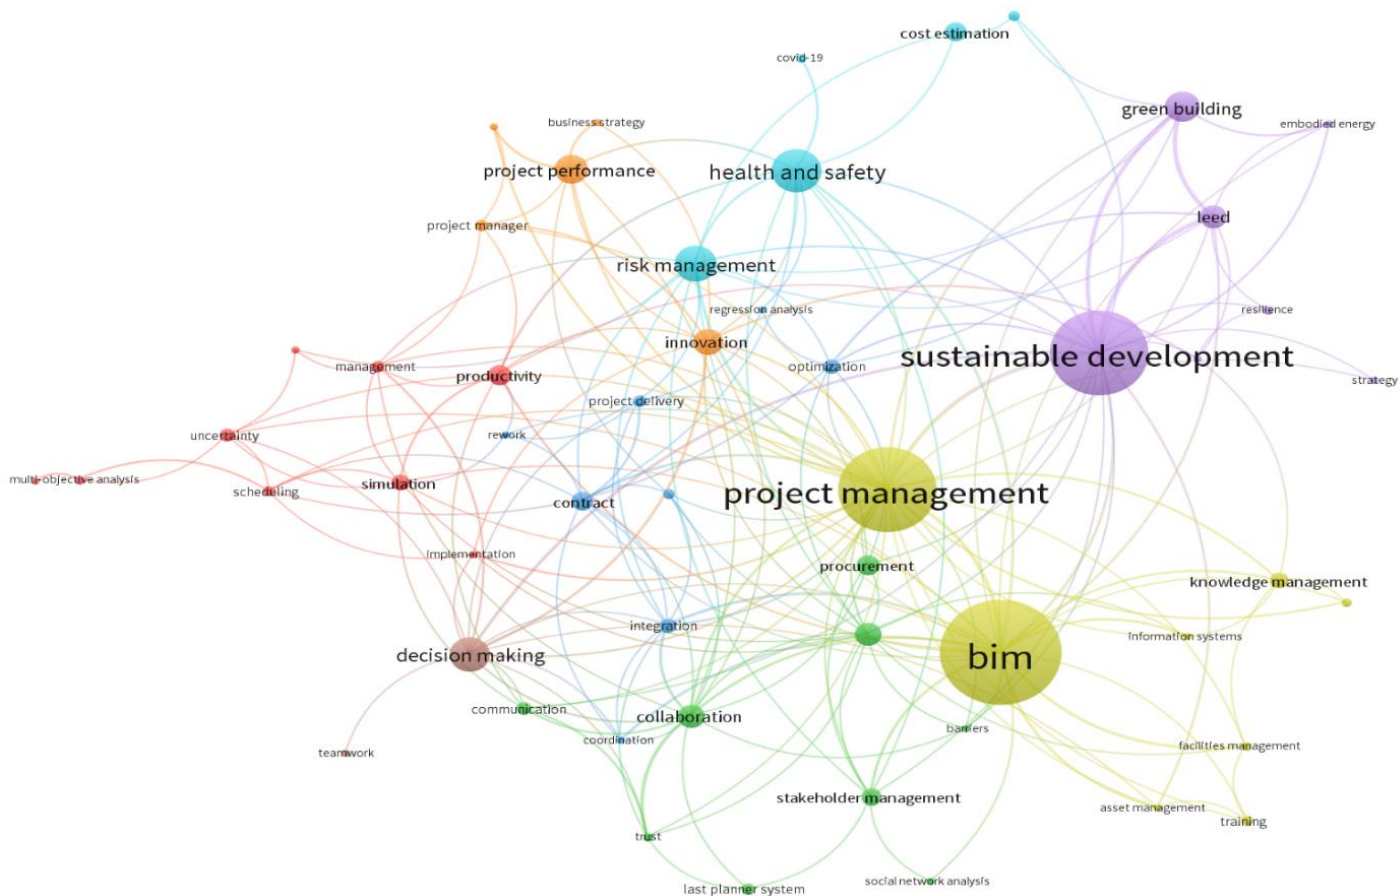 cost estimation
covid-19
green building
embodied energy
business strategy
project performance
health and safety
leed
project manager
risk management
regression analysis
resilience
innovation
sustainable development
management
productivity
optimization
strategy
project delivery
uncertainty
rework
multi-objective analysis
scheduling
simulation
contract
project management
implementation
procurement
knowledge management
integration
information systems
decision making
bim
communication
collaboration
barriers
coordination
facilities management
teamwork
stakeholder management
asset management
training
trust
social network analysis
last planner system